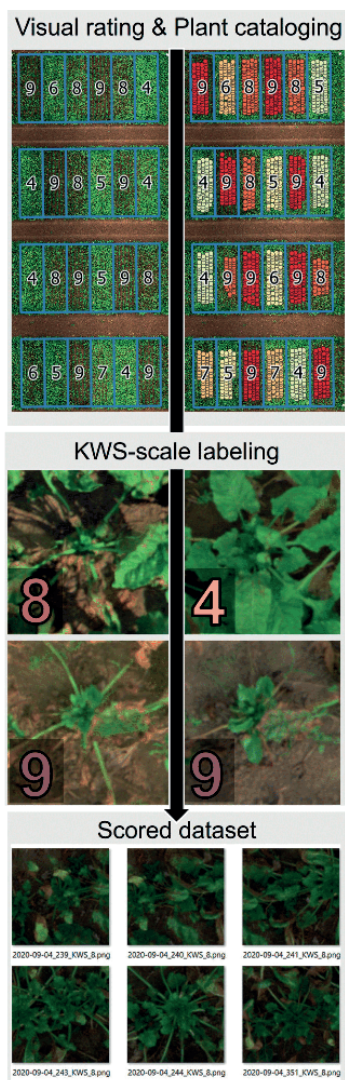 Visual rating & Plant cataloging
9 6 8 9 8 4 9 6 8 9 8 5
4 9 8 5 9 4 4 9 8 5 9 4
4 8 9 5 9 8 4 9 9 6 9 8
6 5 9 7 4 9 7 5 9 7 4 9
KWS-scale labeling
8 4
9 9
Scored dataset
2020-09-04_239_KWS_8.png 2020-09-04_240_KWS_8.png 2020-09-04_241_KWS_8.png
2020-09-04_243_KWS_8.png 2020-09-04_244_KWS_8.png 2020-09-04_351_KWS_8.png